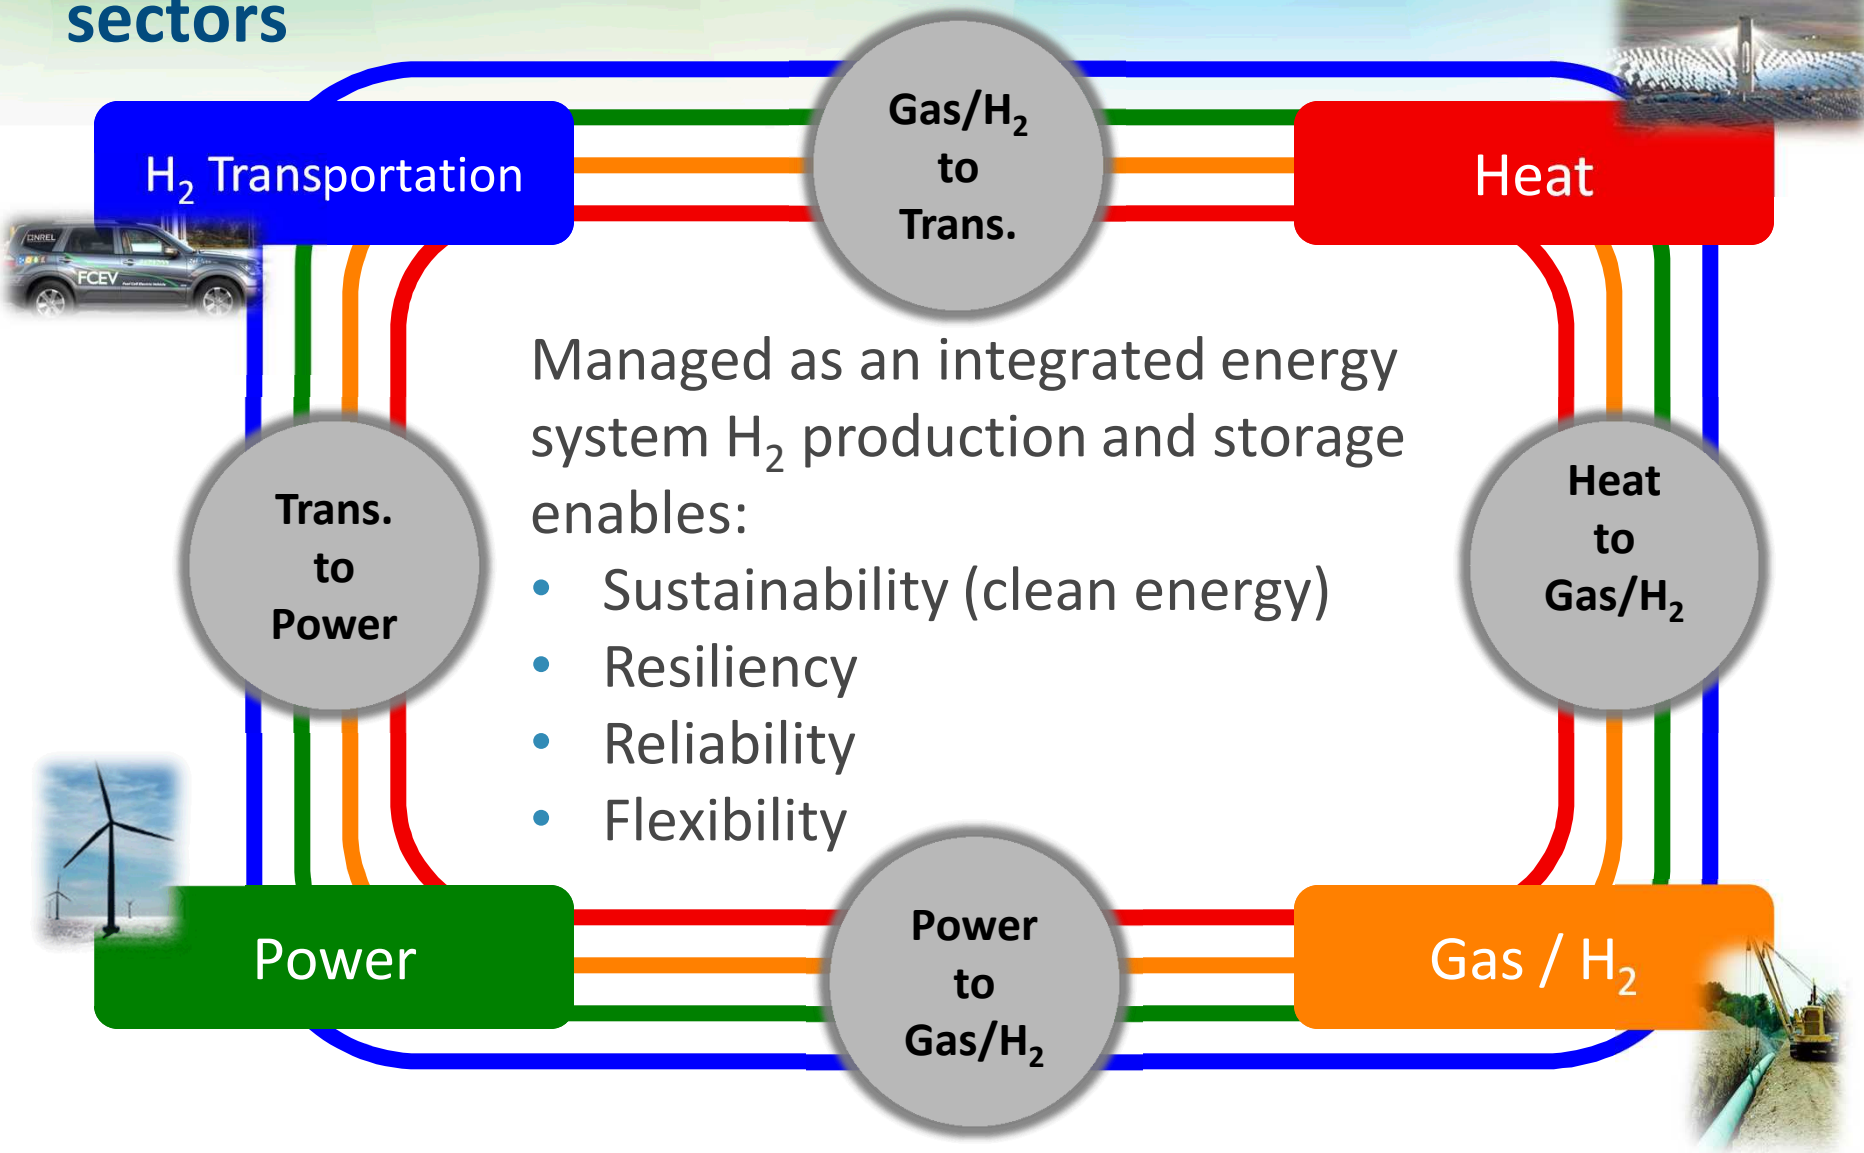 sectors
H₂ Transportation
Gas/H₂
to
Trans.
Heat
NREL
FCEV
Managed as an integrated energy
system H₂ production and storage
enables:
• Sustainability (clean energy)
• Resiliency
• Reliability
• Flexibility
Trans.
to
Power
Heat
to
Gas/H₂
Power
Power
to
Gas/H₂
Gas / H₂